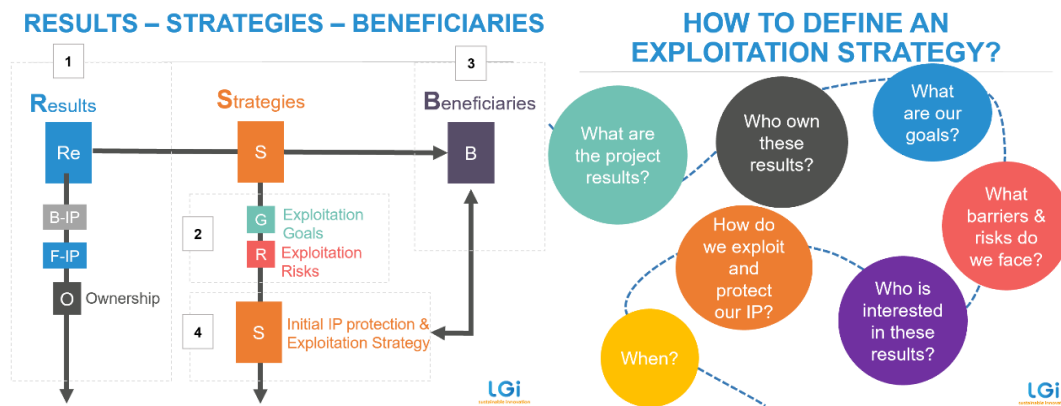 RESULTS – STRATEGIES – BENEFICIARIES
1
3
Results
Strategies
Beneficiaries
Re
S
B
B-IP
F-IP
O
Ownership
2
G
Exploitation
Goals
R
Exploitation
Risks
4
S
Initial IP protection &
Exploitation Strategy
LGi
sustainable innovation
HOW TO DEFINE AN
EXPLOITATION STRATEGY?
What are
the project
results?
Who own
these
results?
What
are our
goals?
What
barriers &
risks do
we face?
Who is
interested
in these
results?
How do
we exploit
and
protect
our IP?
When?
LGi